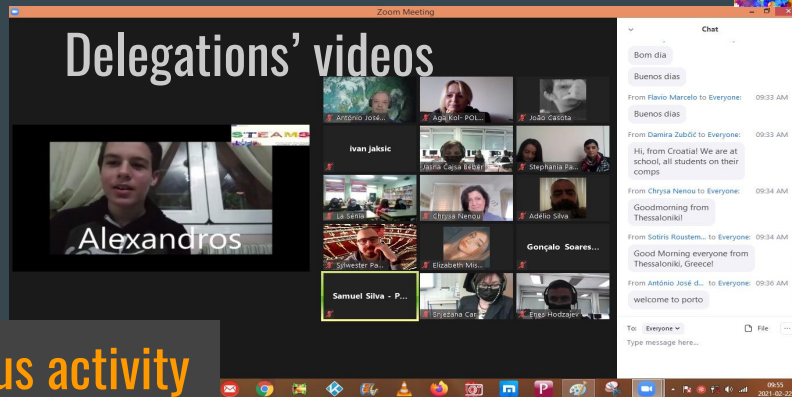 Zoom Meeting
Delegations' videos
STEAM
Alexandros
António José...
Aga Kol- POL...
João Casota
ivan jaksic
Jasna Čajsa Beber
Stephania Pa...
La Sénia
Chrysa Nenou
Adélio Silva
Sylwester Pa...
Elizabeth Mis...
Gonçalo Soares...
Samuel Silva - P...
Snježana Car
Enes Hodzajev
us activity
Chat
Bom dia
Buenos dias
From Flavio Marcelo to Everyone: 09:33 AM
Buenos dias
From Damira Zubčić to Everyone: 09:33 AM
Hi, from Croatia! We are at
school, all students on their
comps
From Chrysa Nenou to Everyone: 09:34 AM
Goodmorning from
Thessaloniki!
From Sotiris Roustem... to Everyone: 09:34 AM
Good Morning everyone from
Thessaloniki, Greece!
From António José d... to Everyone: 09:36 AM
welcome to porto
To: Everyone File ...
Type message here...
09:55
2021-02-22